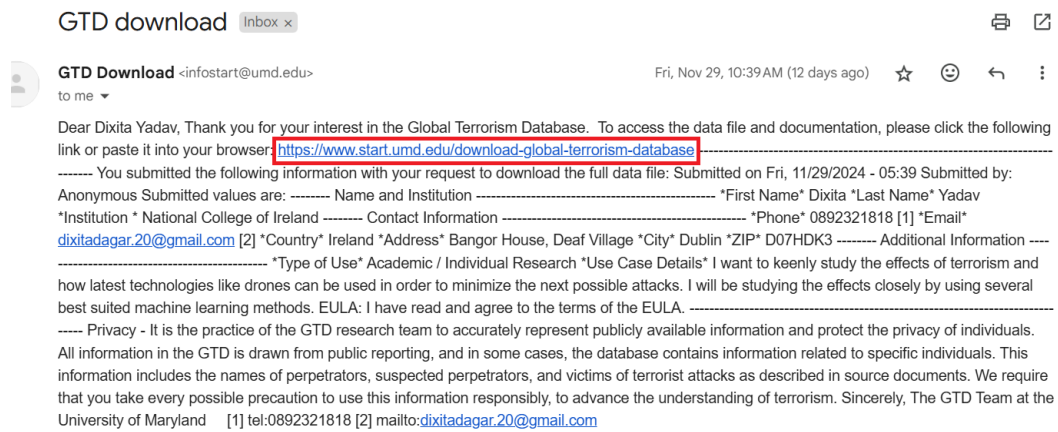 GTD download Inbox ×
GTD Download <infostart@umd.edu> Fri, Nov 29, 10:39 AM (12 days ago)
to me
Dear Dixita Yadav, Thank you for your interest in the Global Terrorism Database. To access the data file and documentation, please click the following
link or paste it into your browser: https://www.start.umd.edu/download-global-terrorism-database --------------------------------------------------------------
------- You submitted the following information with your request to download the full data file: Submitted on Fri, 11/29/2024 - 05:39 Submitted by:
Anonymous Submitted values are: -------- Name and Institution ------------------------------------------------ *First Name* Dixita *Last Name* Yadav
*Institution * National College of Ireland -------- Contact Information ------------------------------------------------- *Phone* 0892321818 [1] *Email*
dixitadagar.20@gmail.com [2] *Country* Ireland *Address* Bangor House, Deaf Village *City* Dublin *ZIP* D07HDK3 -------- Additional Information ----
------------------------------------------ *Type of Use* Academic / Individual Research *Use Case Details* I want to keenly study the effects of terrorism and
how latest technologies like drones can be used in order to minimize the next possible attacks. I will be studying the effects closely by using several
best suited machine learning methods. EULA: I have read and agree to the terms of the EULA. ------------------------------------------------------------------------
----- Privacy - It is the practice of the GTD research team to accurately represent publicly available information and protect the privacy of individuals.
All information in the GTD is drawn from public reporting, and in some cases, the database contains information related to specific individuals. This
information includes the names of perpetrators, suspected perpetrators, and victims of terrorist attacks as described in source documents. We require
that you take every possible precaution to use this information responsibly, to advance the understanding of terrorism. Sincerely, The GTD Team at the
University of Maryland [1] tel:0892321818 [2] mailto:dixitadagar.20@gmail.com